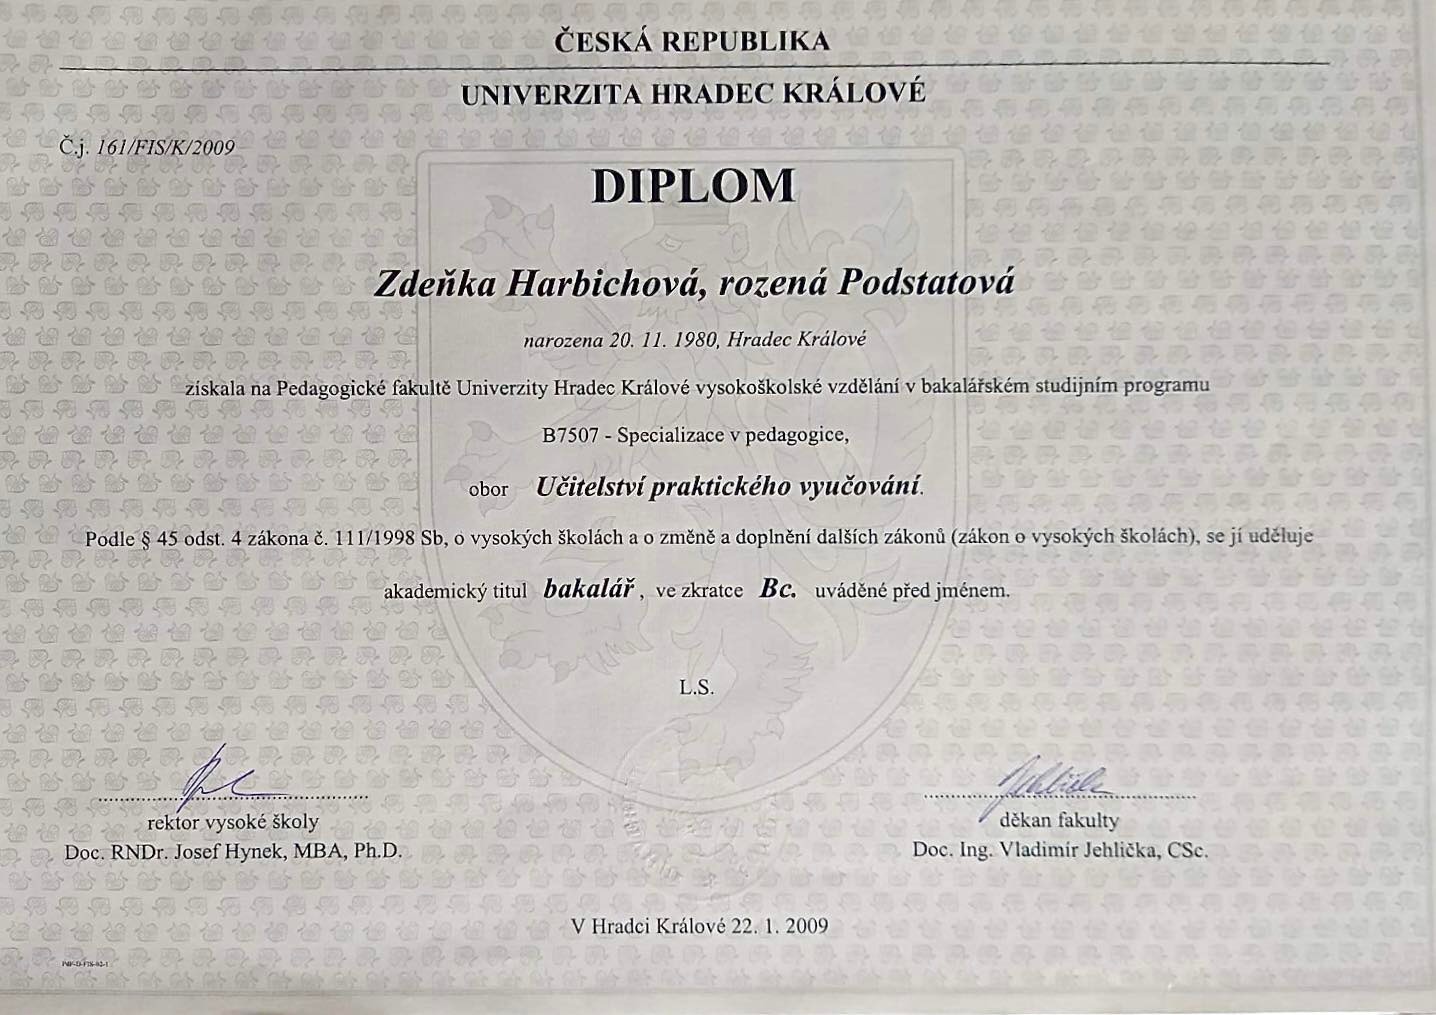 ČESKÁ REPUBLIKA
UNIVERZITA HRADEC KRÁLOVÉ
Č.j. 161/FIS/K/2009
DIPLOM
Zdeňka Harbichová, rozená Podstatová
narozena 20. 11. 1980, Hradec Králové
získala na Pedagogické fakultě Univerzity Hradec Králové vysokoškolské vzdělání v bakalářském studijním programu
B7507 - Specializace v pedagogice,
obor Učitelství praktického vyučování.
Podle § 45 odst. 4 zákona č. 111/1998 Sb, o vysokých školách a o změně a doplnění dalších zákonů (zákon o vysokých školách), se jí uděluje
akademický titul bakalář, ve zkratce Bc. uváděné před jménem.
L.S.
rektor vysoké školy
Doc. RNDr. Josef Hynek, MBA, Ph.D.
děkan fakulty
Doc. Ing. Vladimír Jehlička, CSc.
V Hradci Králové 22. 1. 2009